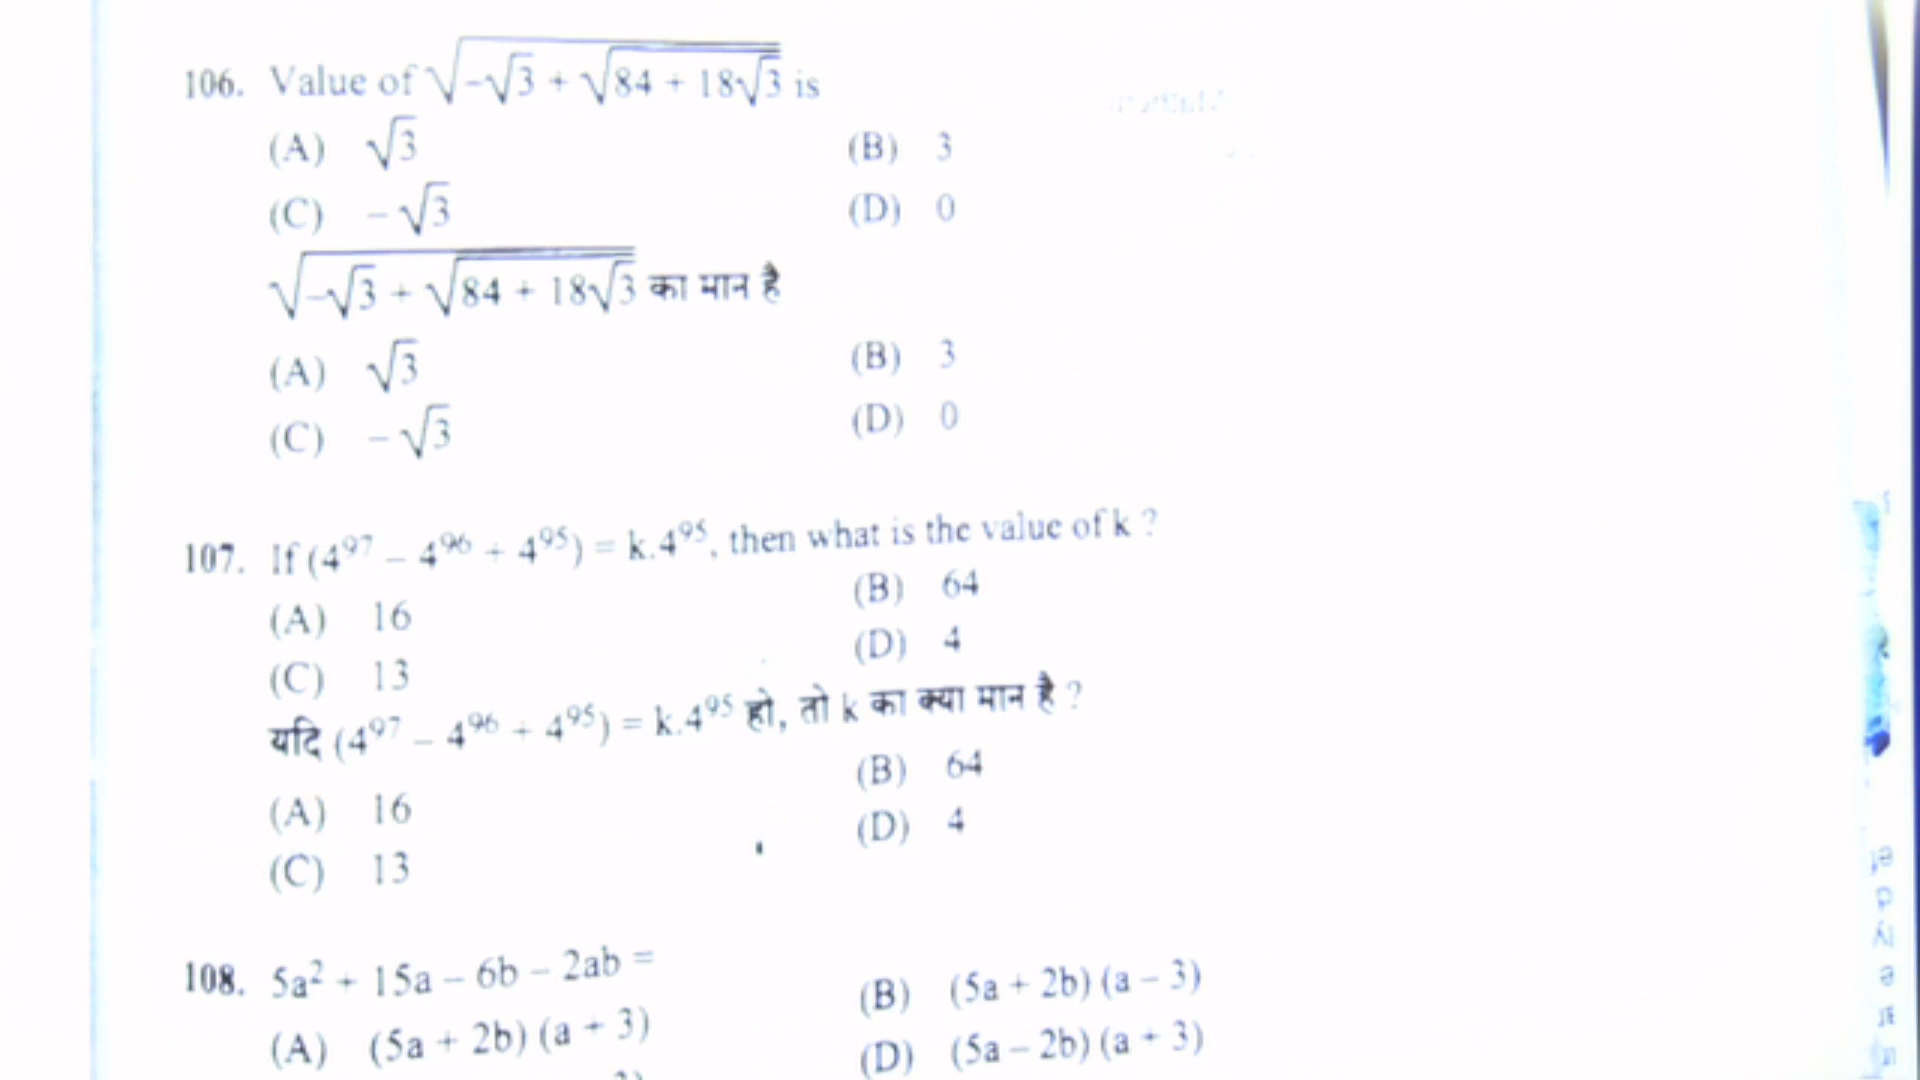 106. Value of √(-√3 + √(84 + 18√3)) is
(A) √3 (B) 3
(C) -√3 (D) 0
√(-√3 + √(84 + 18√3)) का मान है
(A) √3 (B) 3
(C) -√3 (D) 0
107. If (4⁹⁷ – 4⁹⁶ + 4⁹⁵) = k.4⁹⁵, then what is the value of k ?
(A) 16 (B) 64
(C) 13 (D) 4
यदि (4⁹⁷ – 4⁹⁶ + 4⁹⁵) = k.4⁹⁵ हो, तो k का क्या मान है ?
(A) 16 (B) 64
(C) 13 (D) 4
108. 5a² + 15a – 6b – 2ab =
(A) (5a + 2b) (a + 3) (B) (5a + 2b) (a – 3)
(D) (5a – 2b) (a + 3)